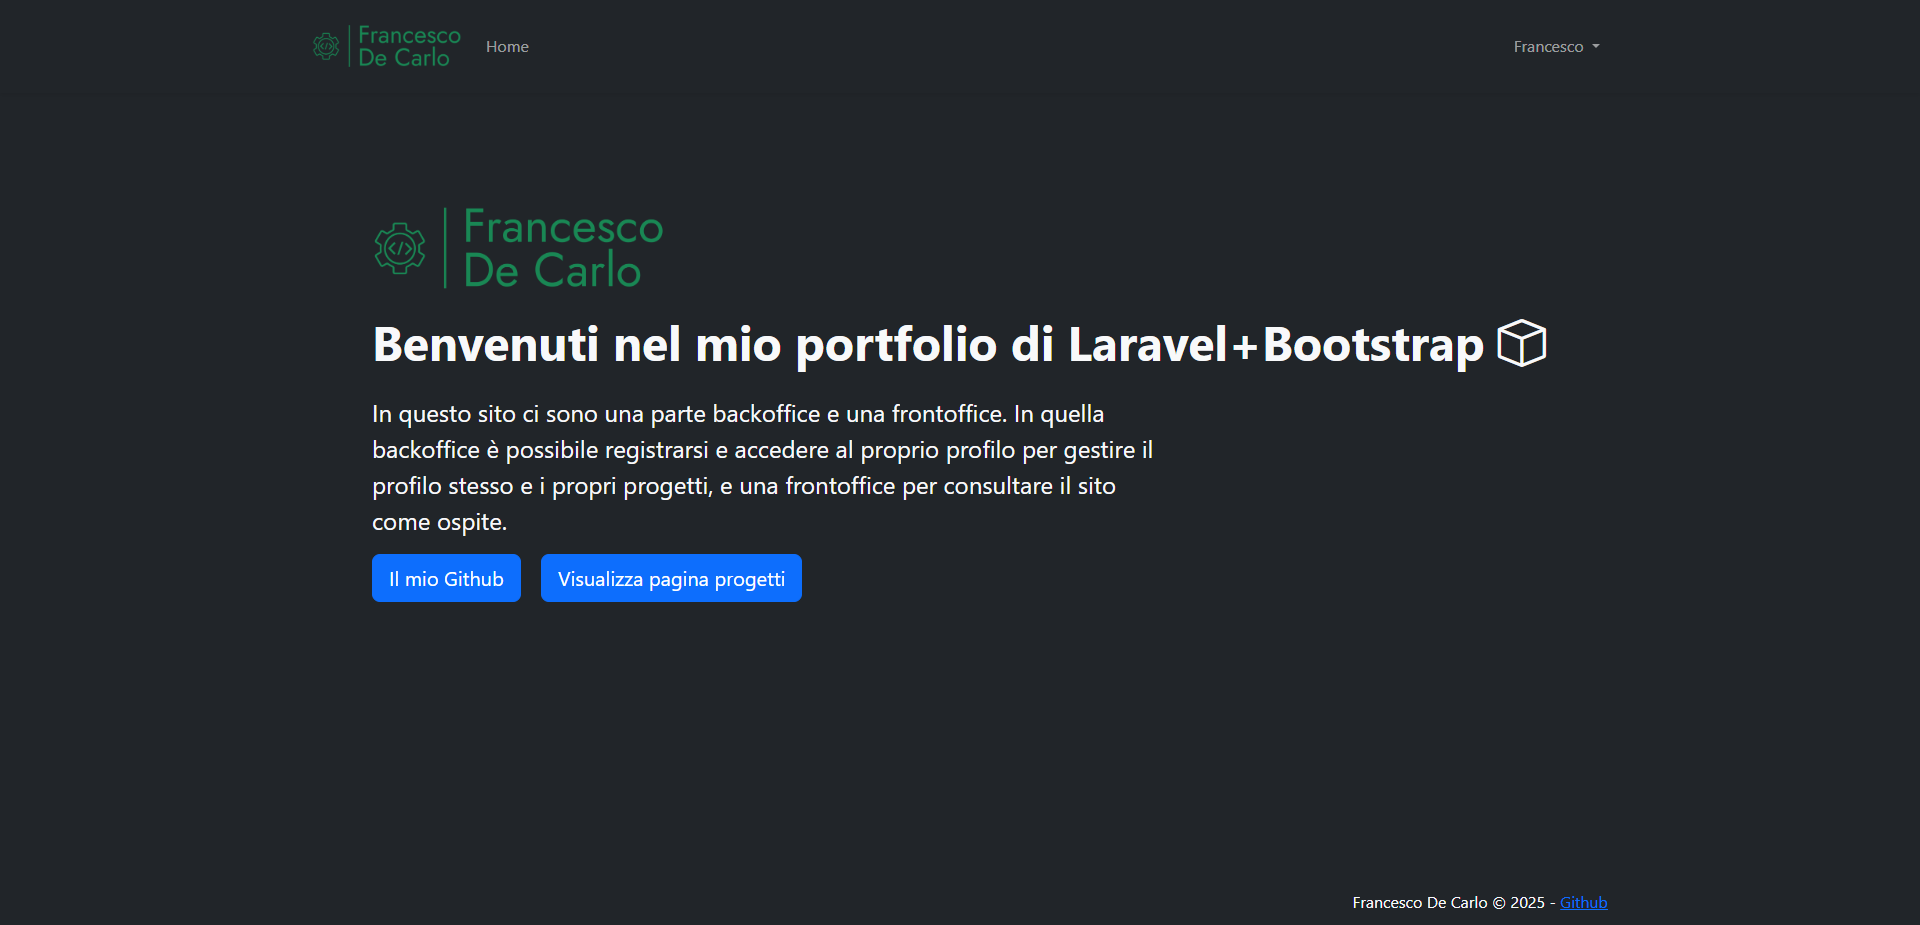 Francesco
De Carlo
Home
Francesco
</>
Francesco
De Carlo
Benvenuti nel mio portfolio di Laravel+Bootstrap
In questo sito ci sono una parte backoffice e una frontoffice. In quella
backoffice è possibile registrarsi e accedere al proprio profilo per gestire il
profilo stesso e i propri progetti, e una frontoffice per consultare il sito
come ospite.
Il mio Github
Visualizza pagina progetti
Francesco De Carlo © 2025 - Github